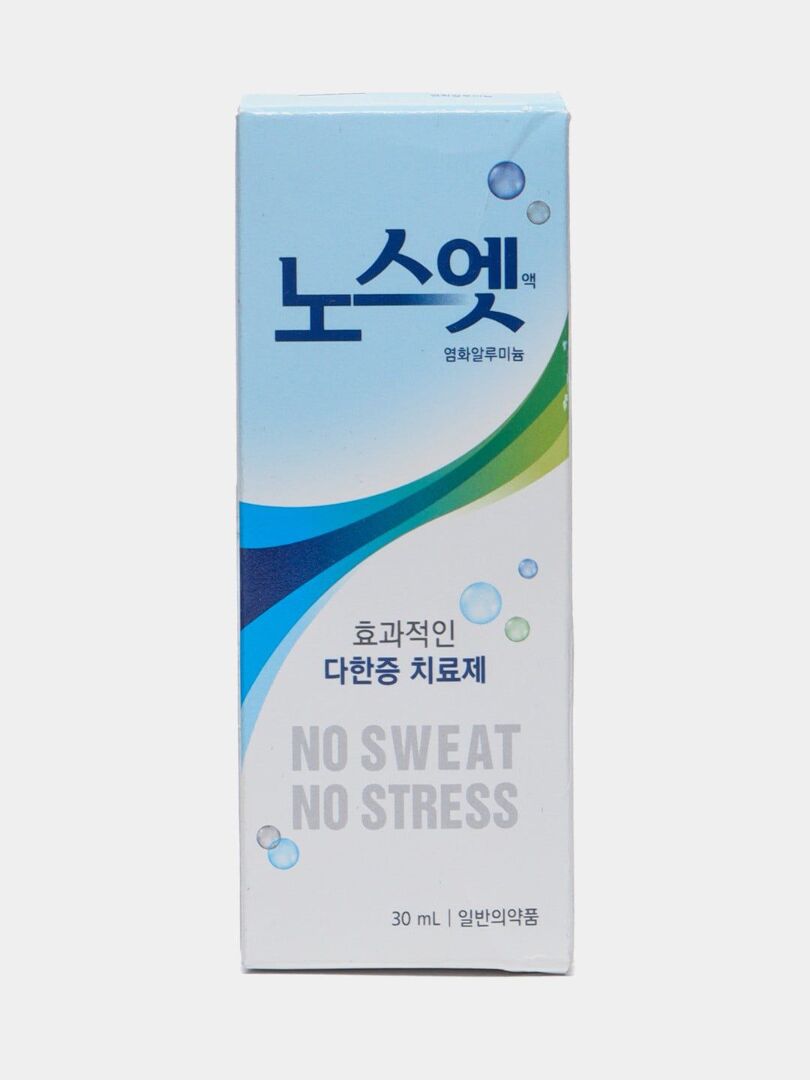 노스엣액
염화알루미늄
효과적인
다한증 치료제
NO SWEAT
NO STRESS
30 mL | 일반의약품